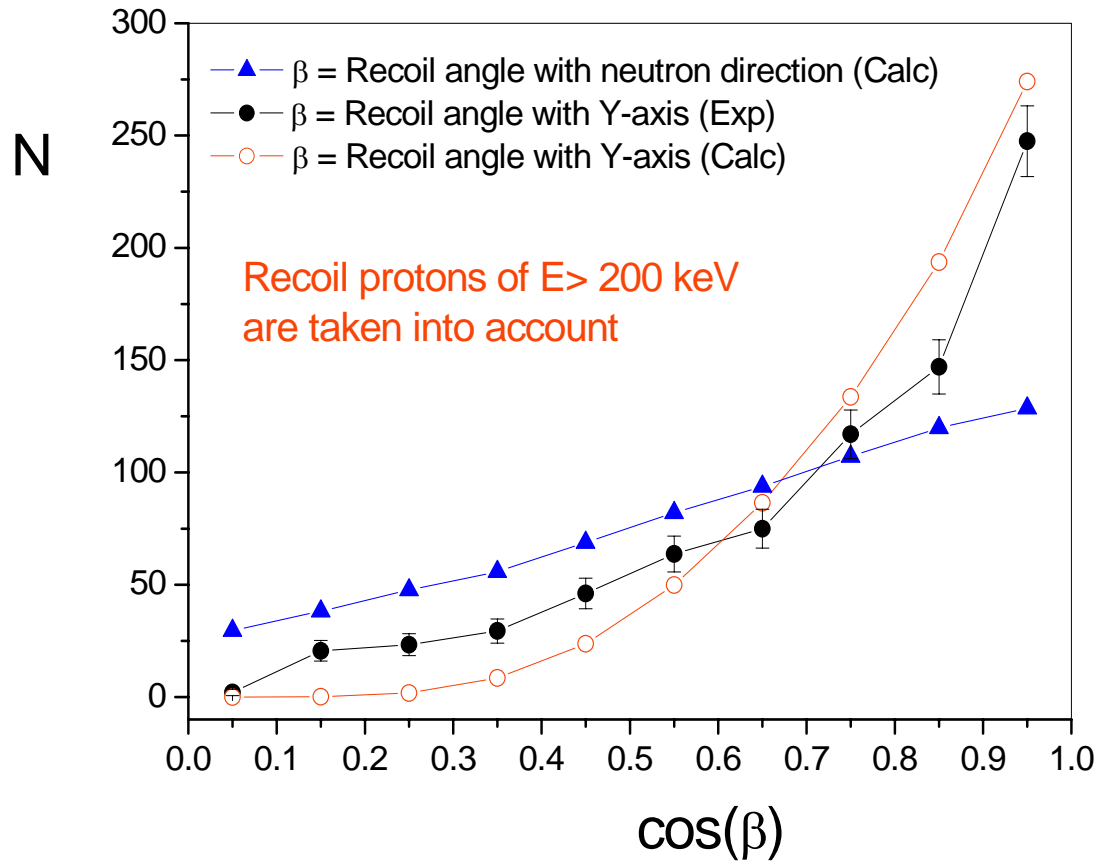 300
250
200
150
100
50
0
N
β = Recoil angle with neutron direction (Calc)
β = Recoil angle with Y-axis (Exp)
β = Recoil angle with Y-axis (Calc)
Recoil protons of E> 200 keV
are taken into account
0.0 0.1 0.2 0.3 0.4 0.5 0.6 0.7 0.8 0.9 1.0
cos(β)